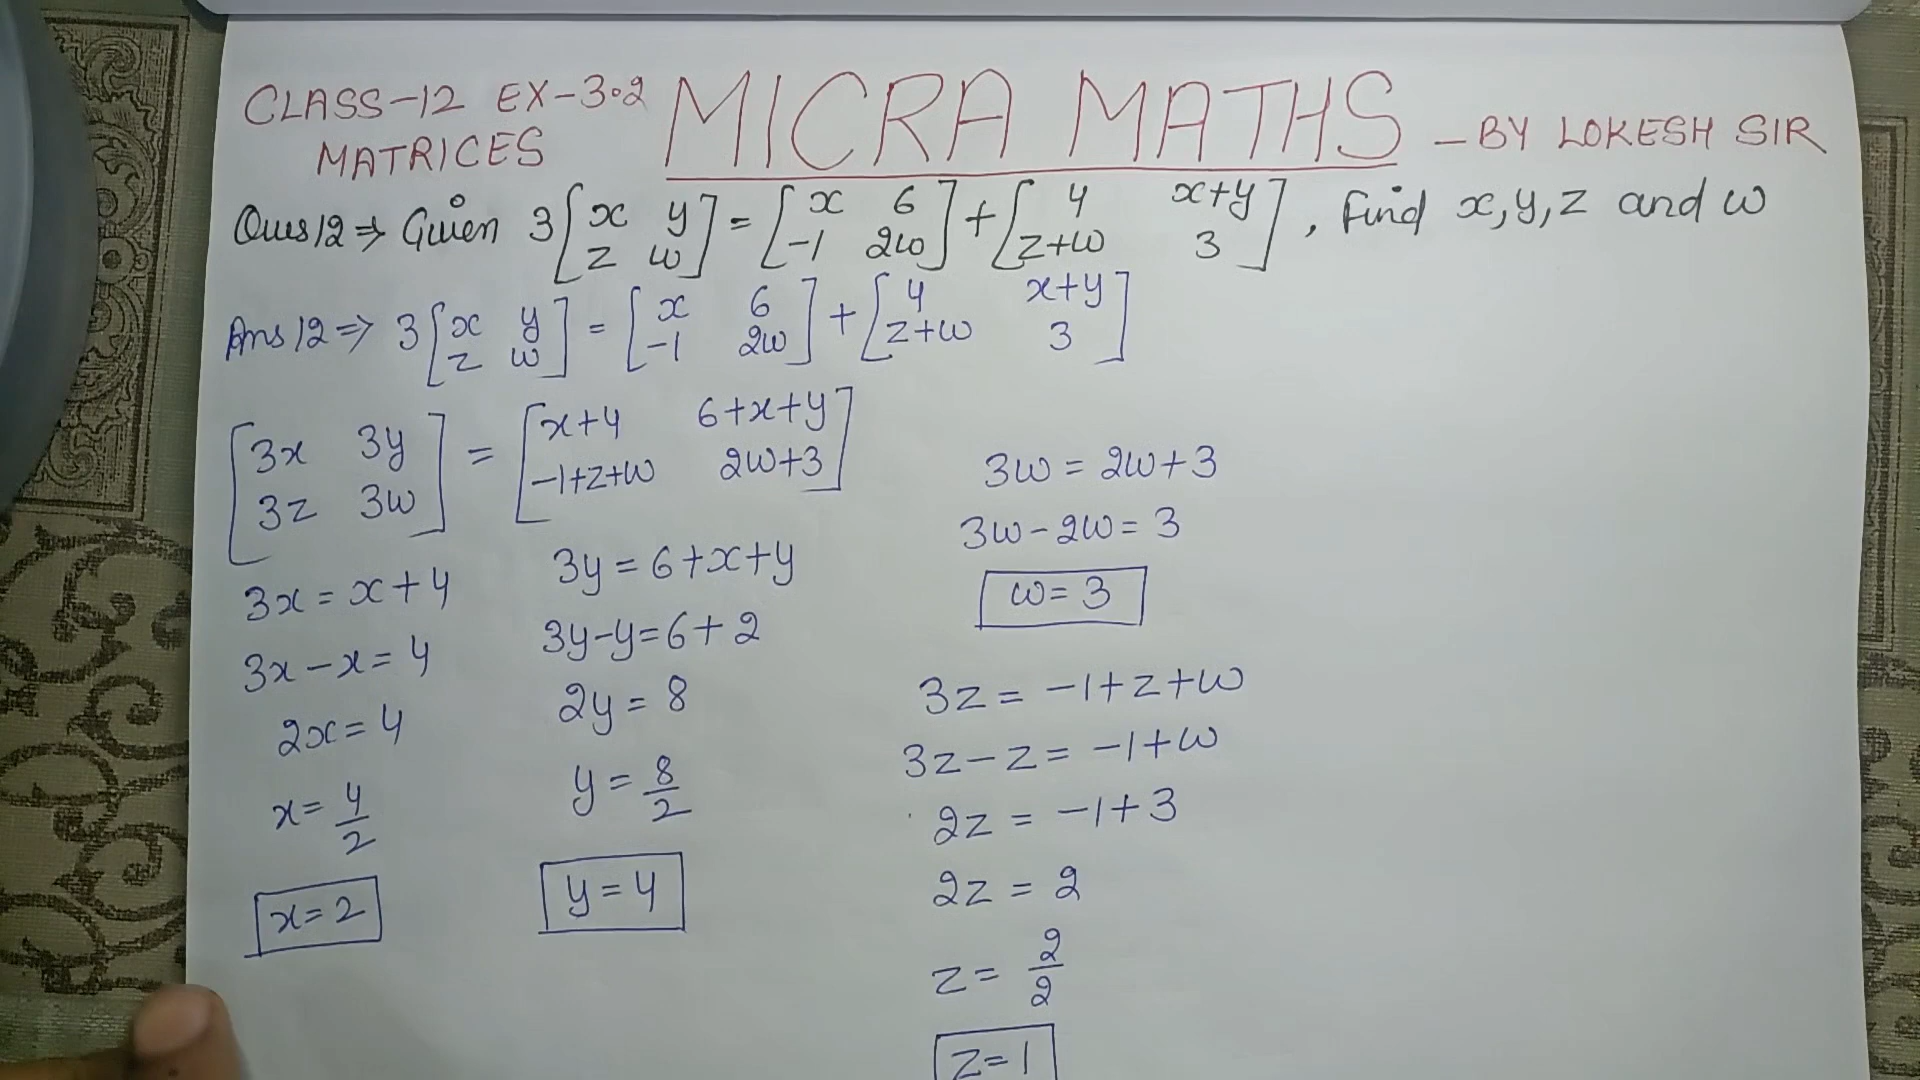 CLASS-12 EX-3.2
MATRICES
MICRA MATHS
-BY LOKESH SIR
Ques 12 ⇒ Given 3[x y] = [x 6] + [4 x+y], Find x, y, z and w
[z w] [-1 2w] [z+w 3]
Ans 12 ⇒ 3[x y] = [x 6] + [4 x+y]
[z w] [-1 2w] [z+w 3]
[3x 3y] = [x+4 6+x+y]
[3z 3w] [-1+z+w 2w+3]
3x = x+4
3x-x=4
2x=4
x=4/2
x=2
3y=6+x+y
3y-y=6+2
2y=8
y=8/2
y=4
3w=2w+3
3w-2w=3
w=3
3z=-1+z+w
3z-z=-1+w
2z=-1+3
2z=2
z=2/2
z=1